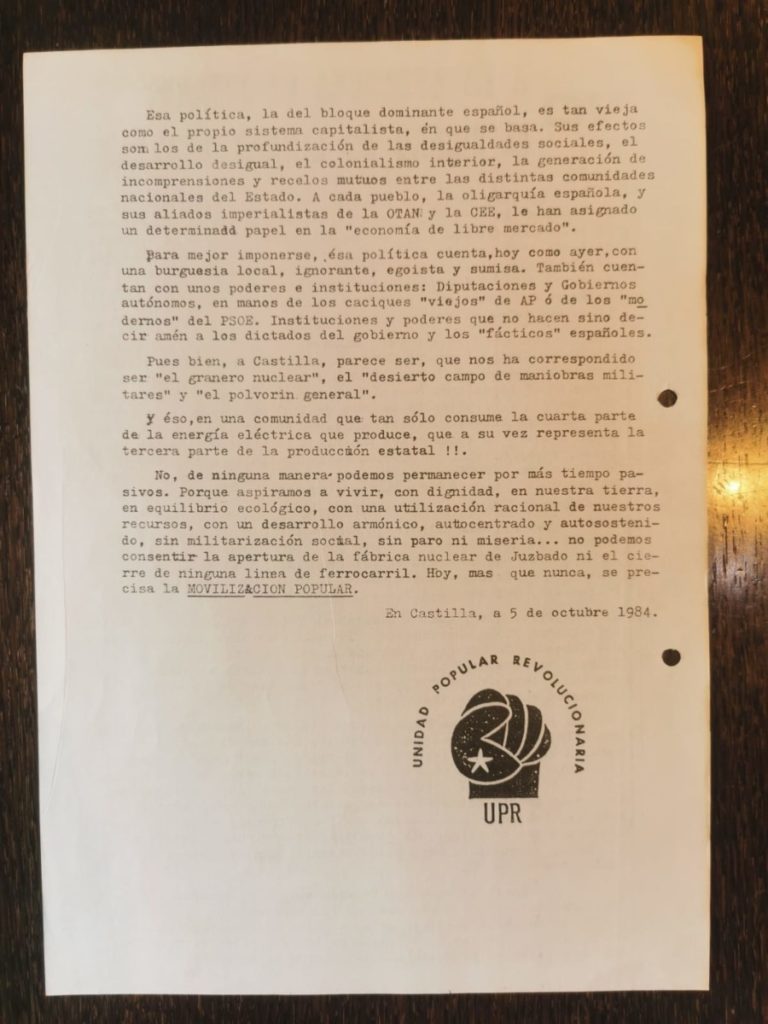 Esa política, la del bloque dominante español, es tan vieja
como el propio sistema capitalista, én que se basa. Sus efectos
son los de la profundización de las desigualdades sociales, el
desarrollo desigual, el colonialismo interior, la generación de
incomprensiones y recelos mutuos entre las distintas comunidades
nacionales del Estado. A cada pueblo, la oligarquía española, y
sus aliados imperialistas de la OTAN y la CEE, le han asignado
un determinadd papel en la "economía de libre mercado".
Para mejor imponerse, ésa política cuenta,hoy como ayer,con
una burguesia local, ignorante, egoista y sumisa. También cuen-
tan con unos poderes e instituciones: Diputaciones y Gobiernos
autónomos, en manos de los caciques "viejos" de AP ó de los "mo
dernos" del PSOE. Instituciones y poderes que no hacen sino de-
cir amén a los dictados del gobierno y los "fácticos" españoles.
Pues bien, a Castilla, parece ser, que nos ha correspondido
ser "el granero nuclear", el "desierto campo de maniobras mili-
tares" y "el polvorin general".
Y éso,en una comunidad que tan sólo consume la cuarta parte
de la energía eléctrica que produce, que a su vez representa la
tercera parte de la producción estatal !!.
No, de ninguna manera podemos permanecer por más tiempo pa-
sivos. Porque aspiramos a vivir, con dignidad, en nuestra tierra,
en equilibrio ecológico, con una utilización racional de nuestros
recursos, con un desarrollo armónico, autocentrado y autososteni-
do, sin militarización social, sin paro ni miseria... no podemos
consentir la apertura de la fábrica nuclear de Juzbado ni el cie-
rre de ninguna linea de ferrocarril. Hoy, mas que nunca, se pre-
cisa la MOVILIZACION POPULAR.
En Castilla, a 5 de octubre 1984.
UNIDAD POPULAR REVOLUCIONARIA
UPR